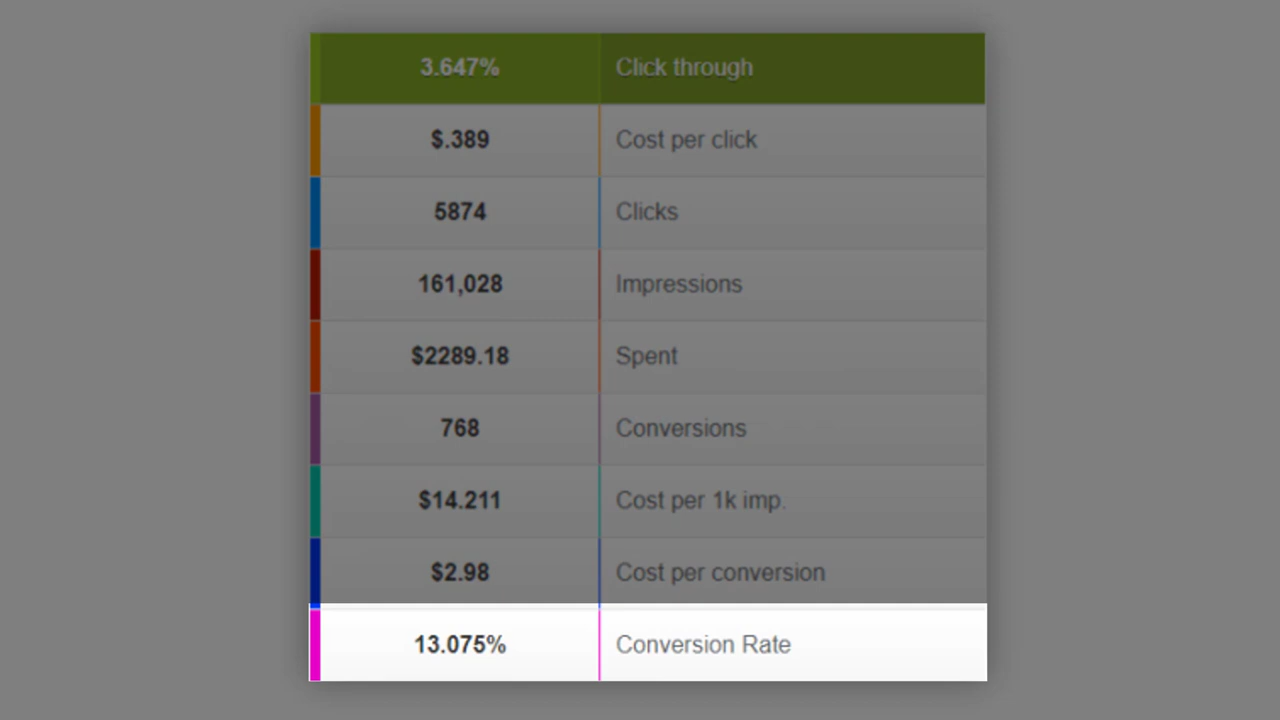 3.647% Click through
$.389 Cost per click
5874 Clicks
161,028 Impressions
$2289.18 Spent
768 Conversions
$14.211 Cost per 1k imp.
$2.98 Cost per conversion
13.075% Conversion Rate